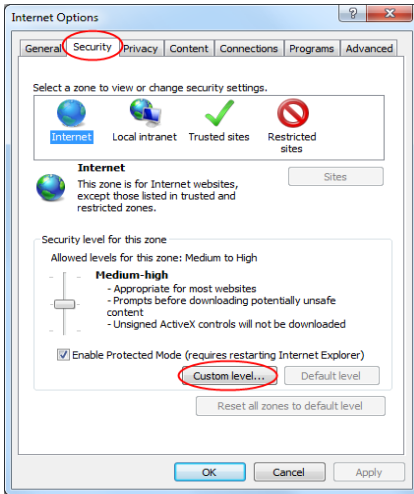 Internet Options
General Security Privacy Content Connections Programs Advanced
Select a zone to view or change security settings.
Internet Local intranet Trusted sites Restricted
sites
Internet
This zone is for Internet websites,
except those listed in trusted and
restricted zones.
Sites
Security level for this zone
Allowed levels for this zone: Medium to High
Medium-high
- Appropriate for most websites
- Prompts before downloading potentially unsafe
content
- Unsigned ActiveX controls will not be downloaded
Enable Protected Mode (requires restarting Internet Explorer)
Custom level... Default level
Reset all zones to default level
OK Cancel Apply